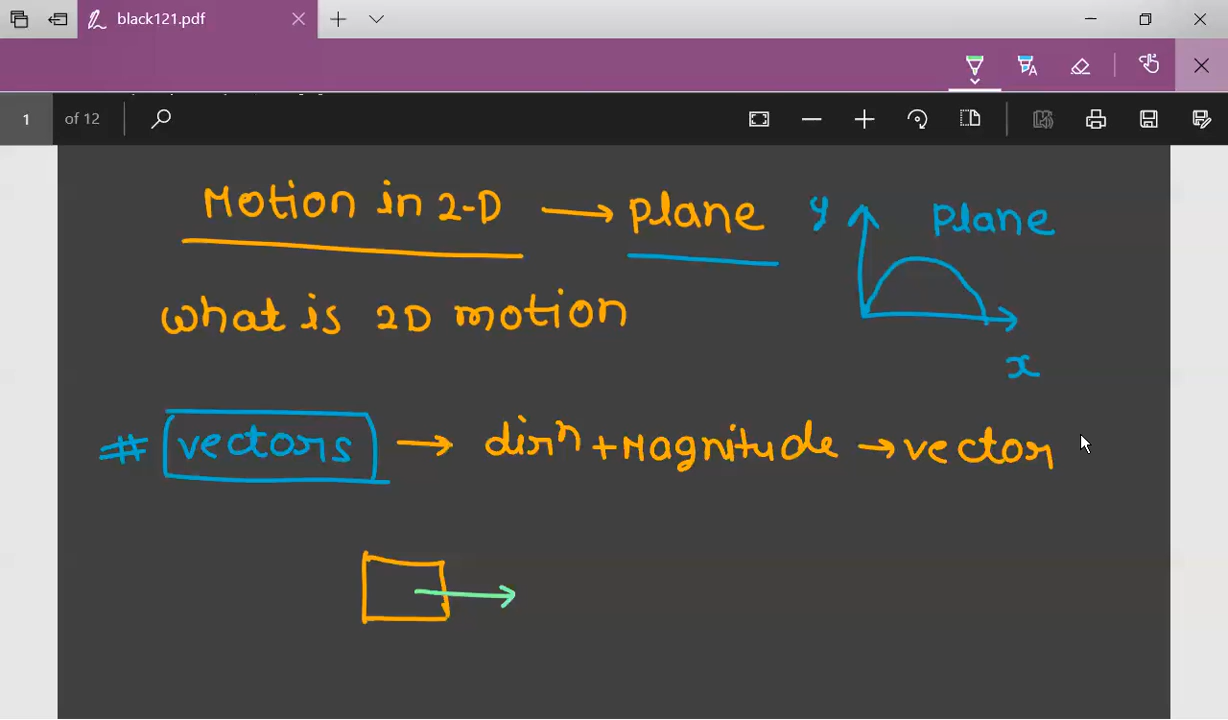 black121.pdf
1 of 12
Motion in 2-D → plane
y plane
what is 2D motion
x
# vectors → dirⁿ + Magnitude → vector